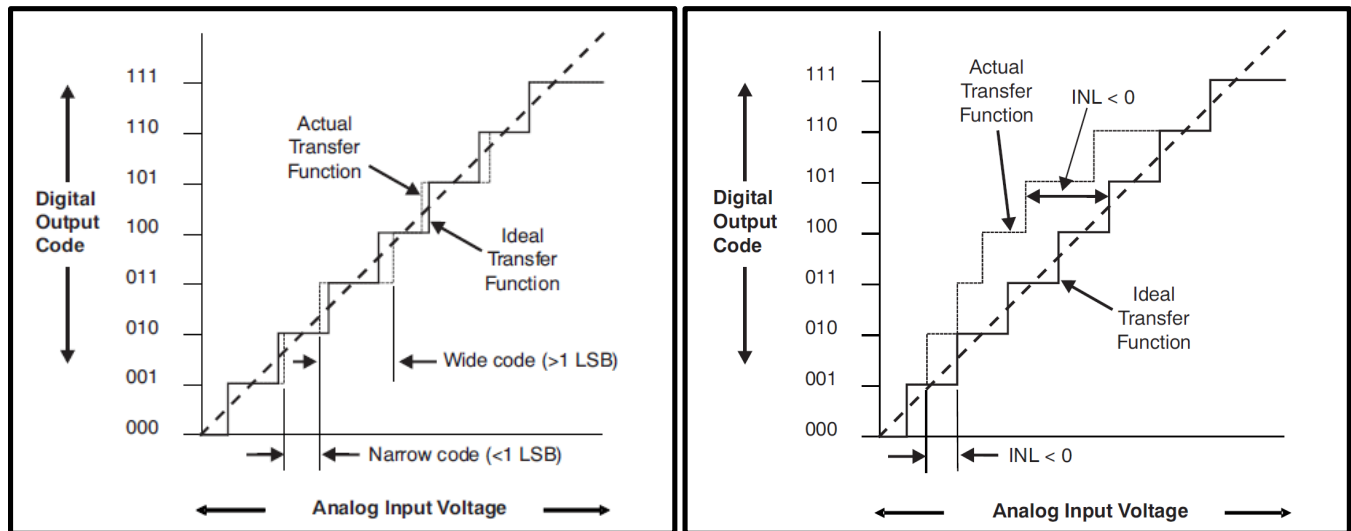 111
110
101
100
011
010
001
000
Digital
Output
Code
Actual
Transfer
Function
Ideal
Transfer
Function
Wide code (>1 LSB)
Narrow code (<1 LSB)
Analog Input Voltage
111
110
101
100
011
010
001
000
Digital
Output
Code
Actual
Transfer
Function
INL < 0
Ideal
Transfer
Function
INL < 0
Analog Input Voltage